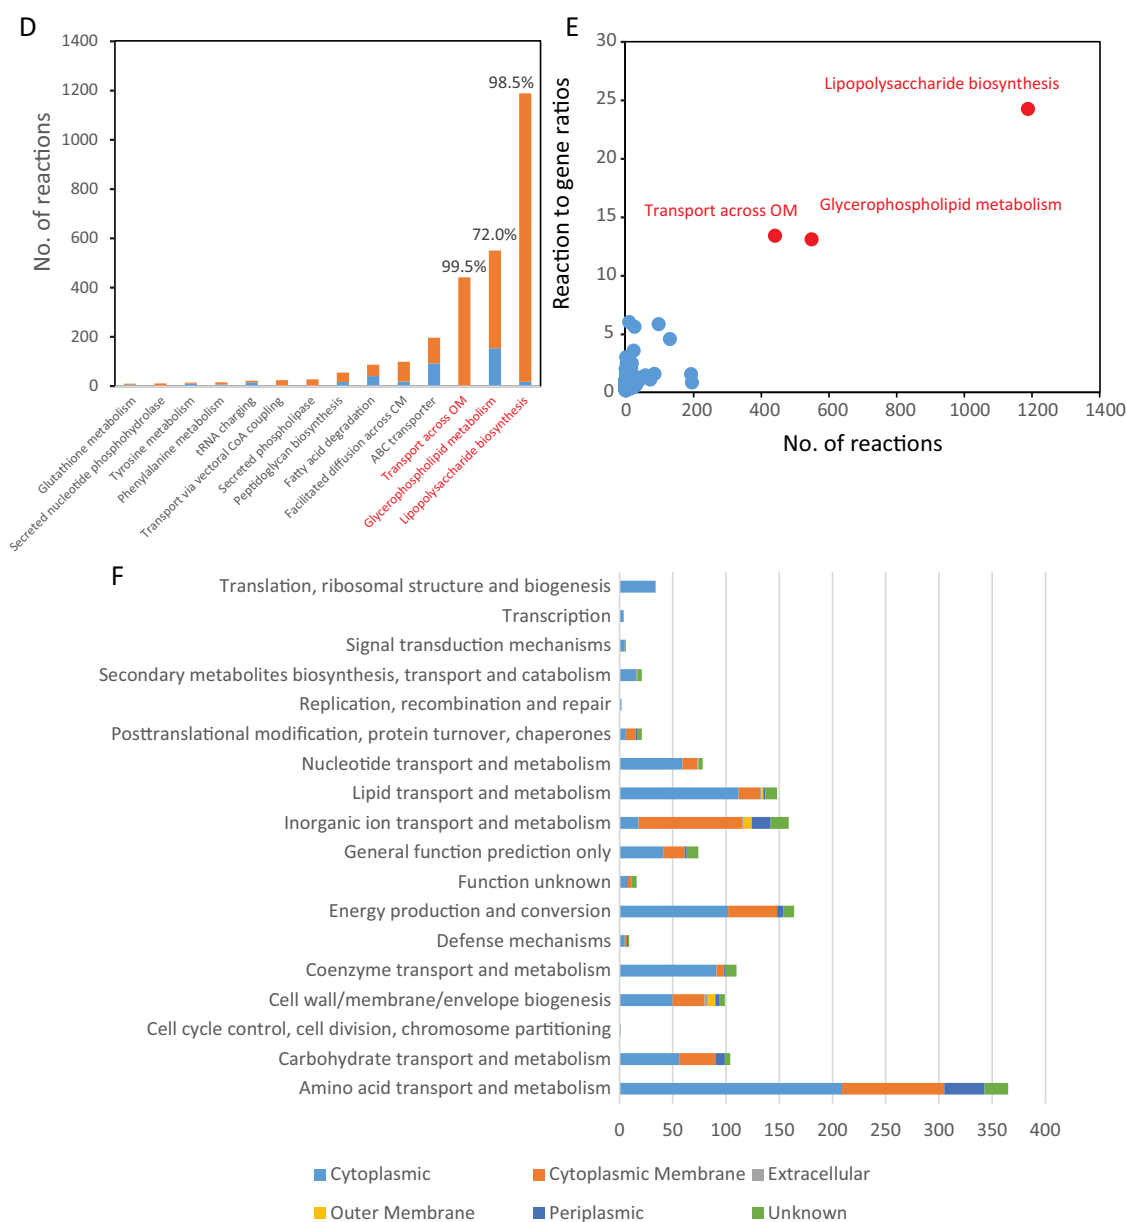 D
1400
1200
1000
800
600
400
200
0
No. of reactions
98.5%
72.0%
99.5%
Glutathione metabolism
Secreted nucleotide phosphohydrolase
Tyrosine metabolism
Phenylalanine metabolism
tRNA charging
Transport via vectoral CoA coupling
Secreted phospholipase
Peptidoglycan biosynthesis
Fatty acid degradation
Facilitated diffusion across CM
ABC transporter
Transport across OM
Glycerophospholipid metabolism
Lipopolysaccharide biosynthesis
E
30
25
20
15
10
5
0
Reaction to gene ratios
Lipopolysaccharide biosynthesis
Glycerophospholipid metabolism
Transport across OM
0 200 400 600 800 1000 1200 1400
No. of reactions
F
Translation, ribosomal structure and biogenesis
Transcription
Signal transduction mechanisms
Secondary metabolites biosynthesis, transport and catabolism
Replication, recombination and repair
Posttranslational modification, protein turnover, chaperones
Nucleotide transport and metabolism
Lipid transport and metabolism
Inorganic ion transport and metabolism
General function prediction only
Function unknown
Energy production and conversion
Defense mechanisms
Coenzyme transport and metabolism
Cell wall/membrane/envelope biogenesis
Cell cycle control, cell division, chromosome partitioning
Carbohydrate transport and metabolism
Amino acid transport and metabolism
0 50 100 150 200 250 300 350 400
Cytoplasmic Cytoplasmic Membrane Extracellular
Outer Membrane Periplasmic Unknown